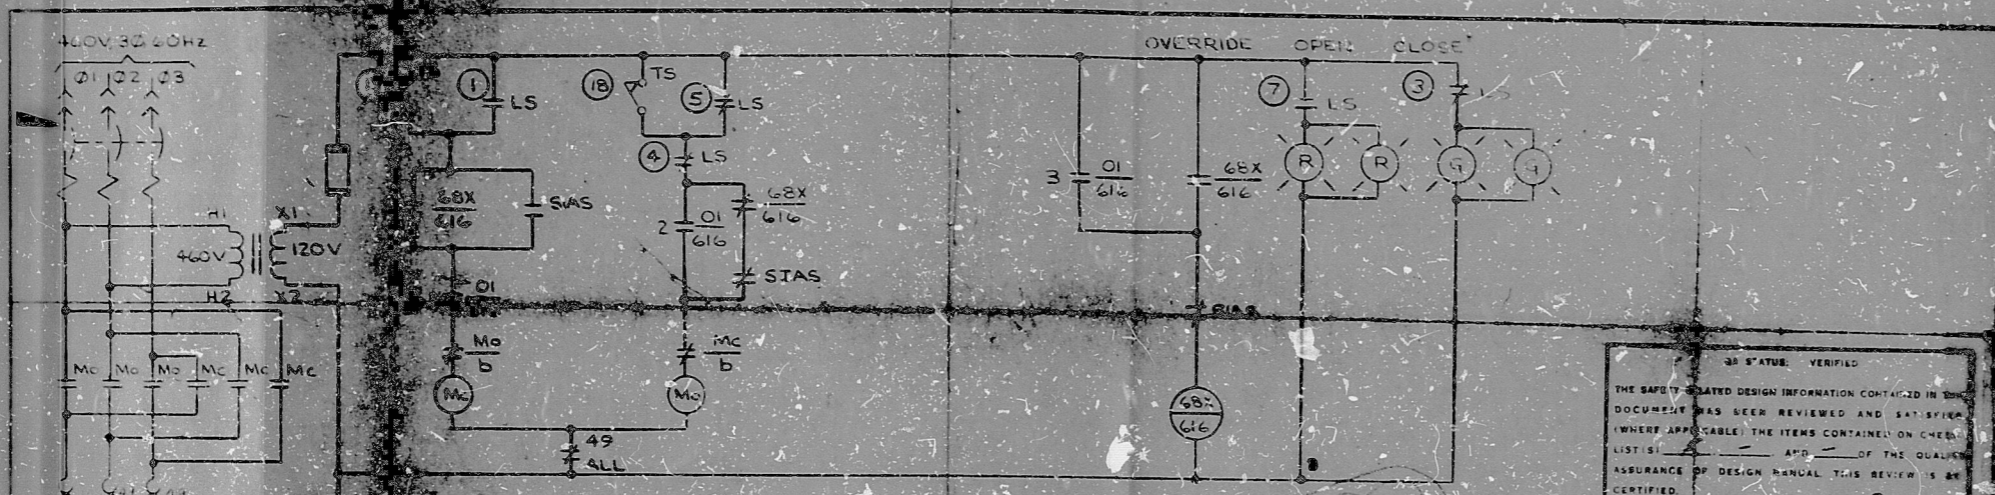 460V, 3Ø, 60Hz
Ø1 Ø2 Ø3
OVERRIDE OPEN CLOSE
1 LS
18 TS
5 LS
7 LS
3 LS
4 LS
H1 X1
460V 120V
H2 X2
68X
616
SIAS
2 01
616
68X
616
SIAS
01
3 01
616
68X
616
R R G G
Mo
b
Mc
b
Mc
Mo
49
ALL
68X
616
Mo Mo Mo Mc Mc Mc
STATUS: VERIFIED
THE SAFETY RELATED DESIGN INFORMATION CONTAINED IN
DOCUMENT HAS BEEN REVIEWED AND SATISFIES
(WHERE APPLICABLE) THE ITEMS CONTAINED ON CHECK
LIST(S) — AND — OF THE QUALITY
ASSURANCE OF DESIGN MANUAL. THIS REVIEW IS
CERTIFIED.